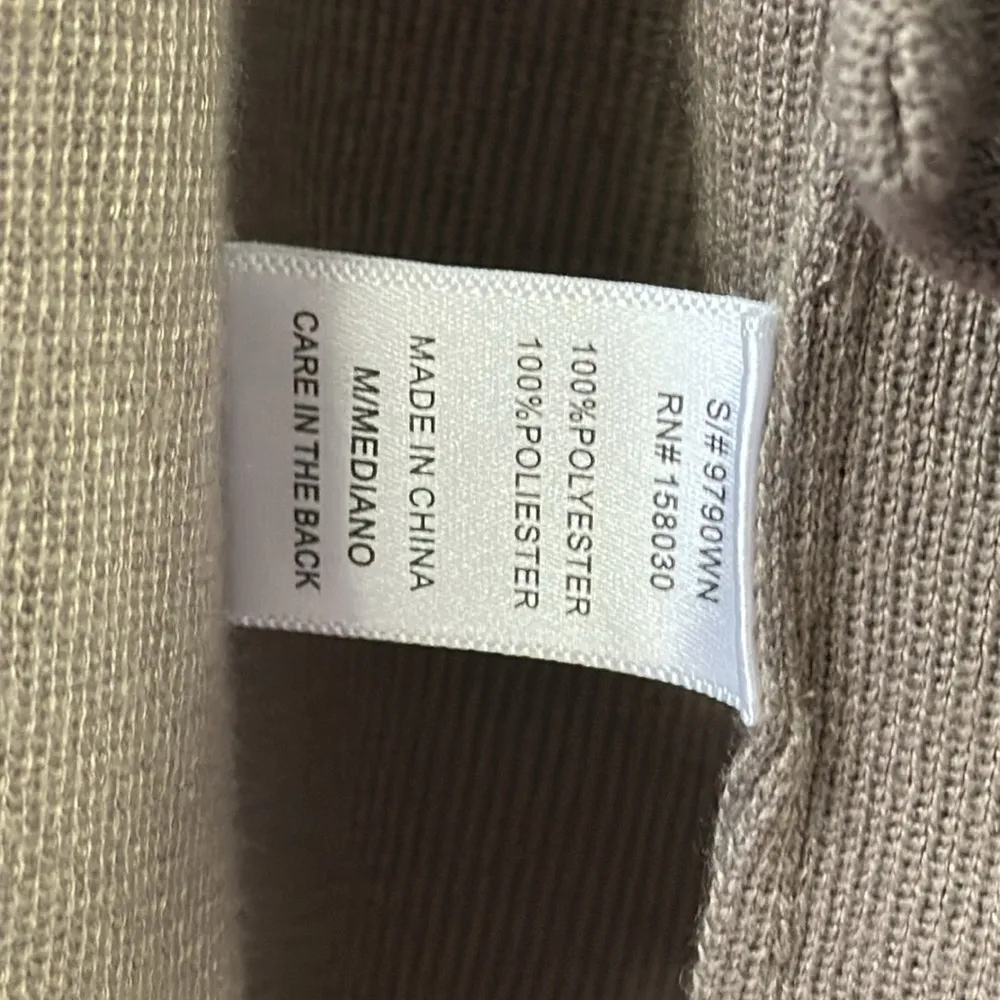 S/# 9790WN
RN# 158030
100%POLYESTER
100%POLIESTER
MADE IN CHINA
M/MEDIANO
CARE IN THE BACK